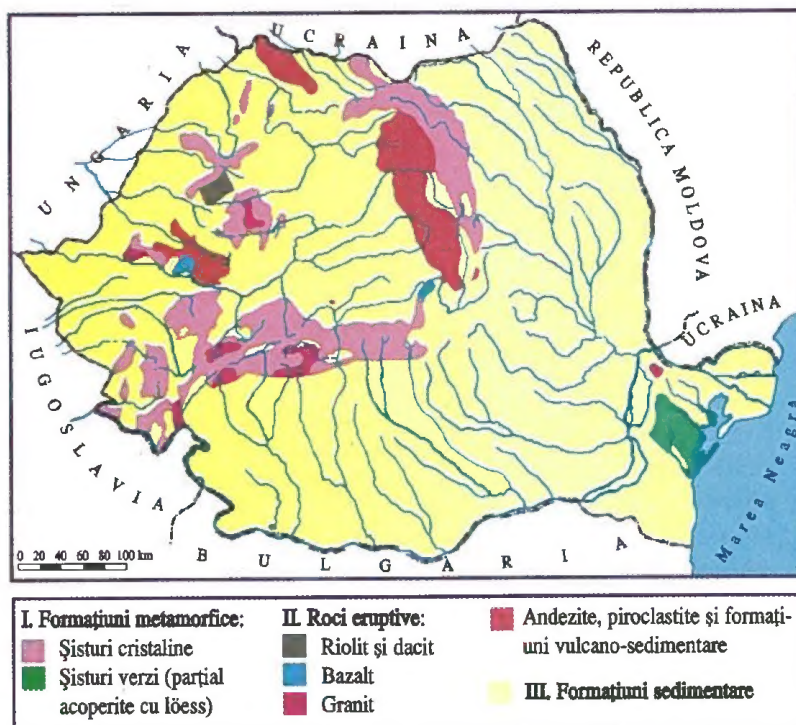 UCRAINA
UNGARIA
REPUBLICA MOLDOVA
UCRAINA
IUGOSLAVIA
Marea Neagră
BULGARIA
0 20 40 60 80 100 km
I. Formațiuni metamorfice:
Șisturi cristaline
Șisturi verzi (parțial
acoperite cu löess)
II. Roci eruptive:
Riolit și dacit
Bazalt
Granit
Andezite, piroclastite și formați-
uni vulcano-sedimentare
III. Formațiuni sedimentare